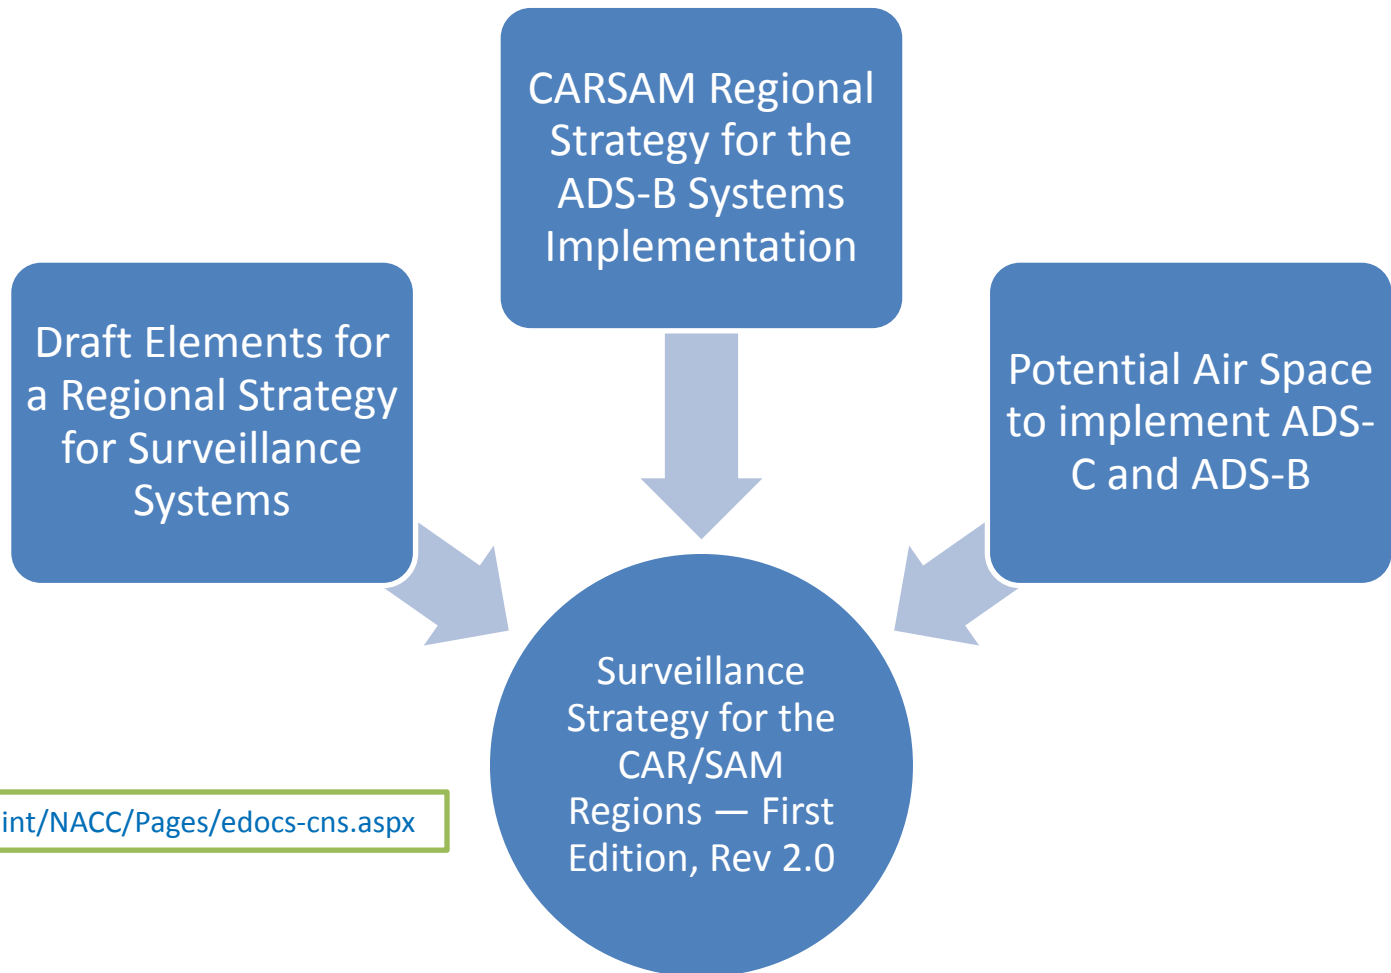 CARSAM Regional
Strategy for the
ADS-B Systems
Implementation
Draft Elements for
a Regional Strategy
for Surveillance
Systems
Potential Air Space
to implement ADS-
C and ADS-B
Surveillance
Strategy for the
CAR/SAM
Regions — First
Edition, Rev 2.0
int/NACC/Pages/edocs-cns.aspx